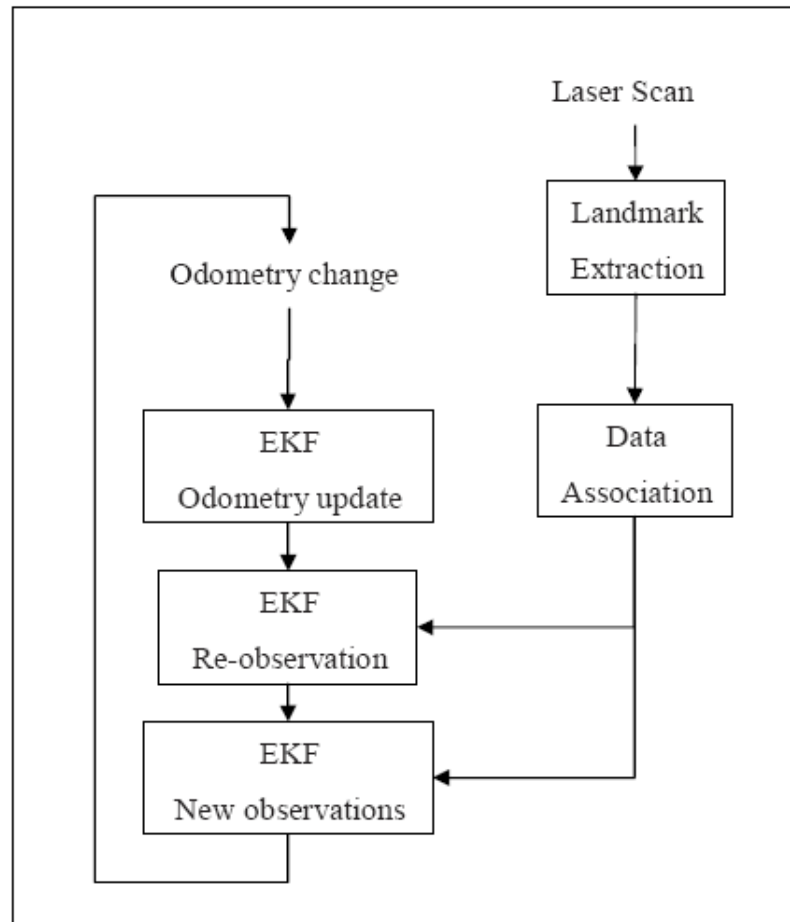 Laser Scan
Landmark
Extraction
Odometry change
EKF
Odometry update
Data
Association
EKF
Re-observation
EKF
New observations